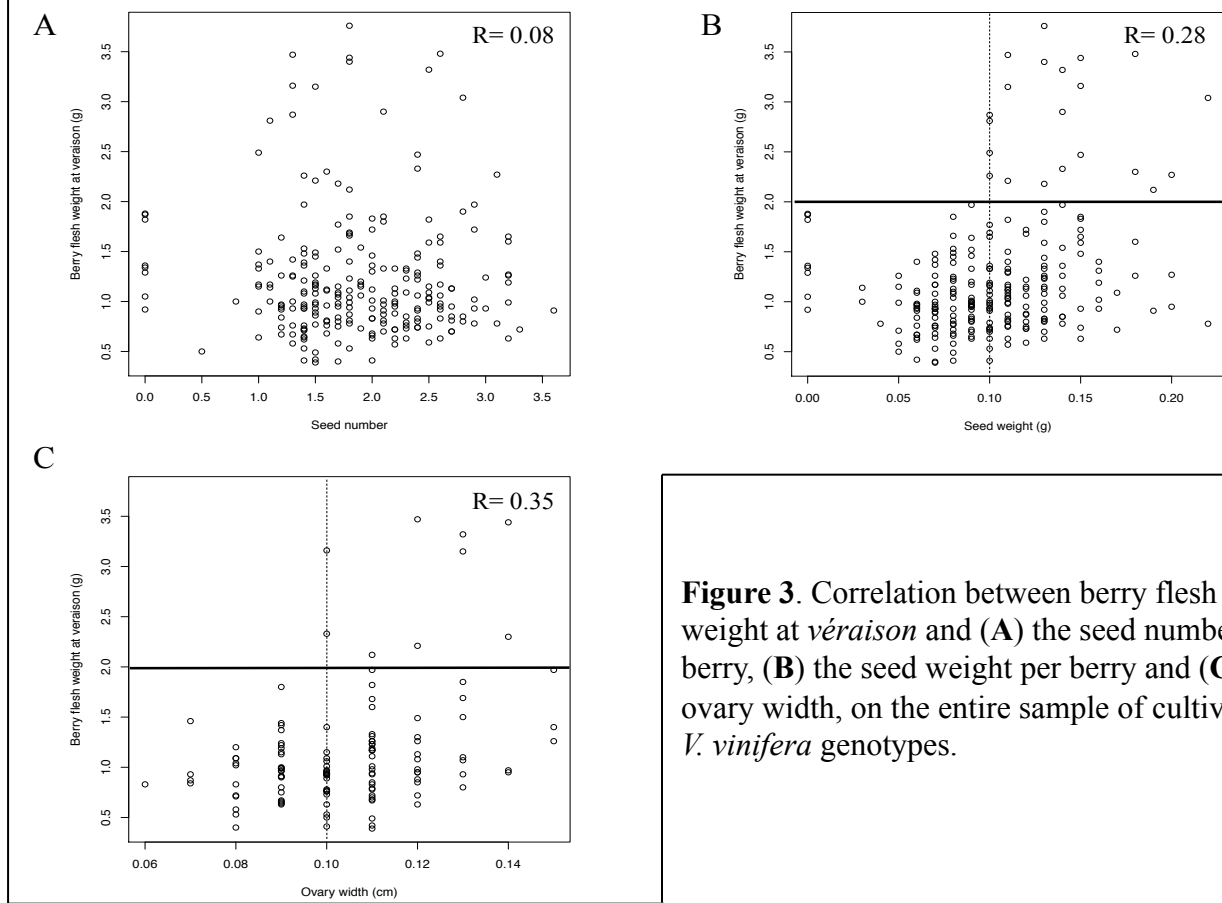 A
R= 0.08
Berry flesh weight at veraison (g)
3.5
3.0
2.5
2.0
1.5
1.0
0.5
0.0 0.5 1.0 1.5 2.0 2.5 3.0 3.5
Seed number
B
R= 0.28
Berry flesh weight at veraison (g)
3.5
3.0
2.5
2.0
1.5
1.0
0.5
0.00 0.05 0.10 0.15 0.20
Seed weight (g)
C
R= 0.35
Berry flesh weight at veraison (g)
3.5
3.0
2.5
2.0
1.5
1.0
0.5
0.06 0.08 0.10 0.12 0.14
Ovary width (cm)
Figure 3. Correlation between berry flesh
weight at véraison and (A) the seed numbe
berry, (B) the seed weight per berry and (C
ovary width, on the entire sample of cultiv
V. vinifera genotypes.